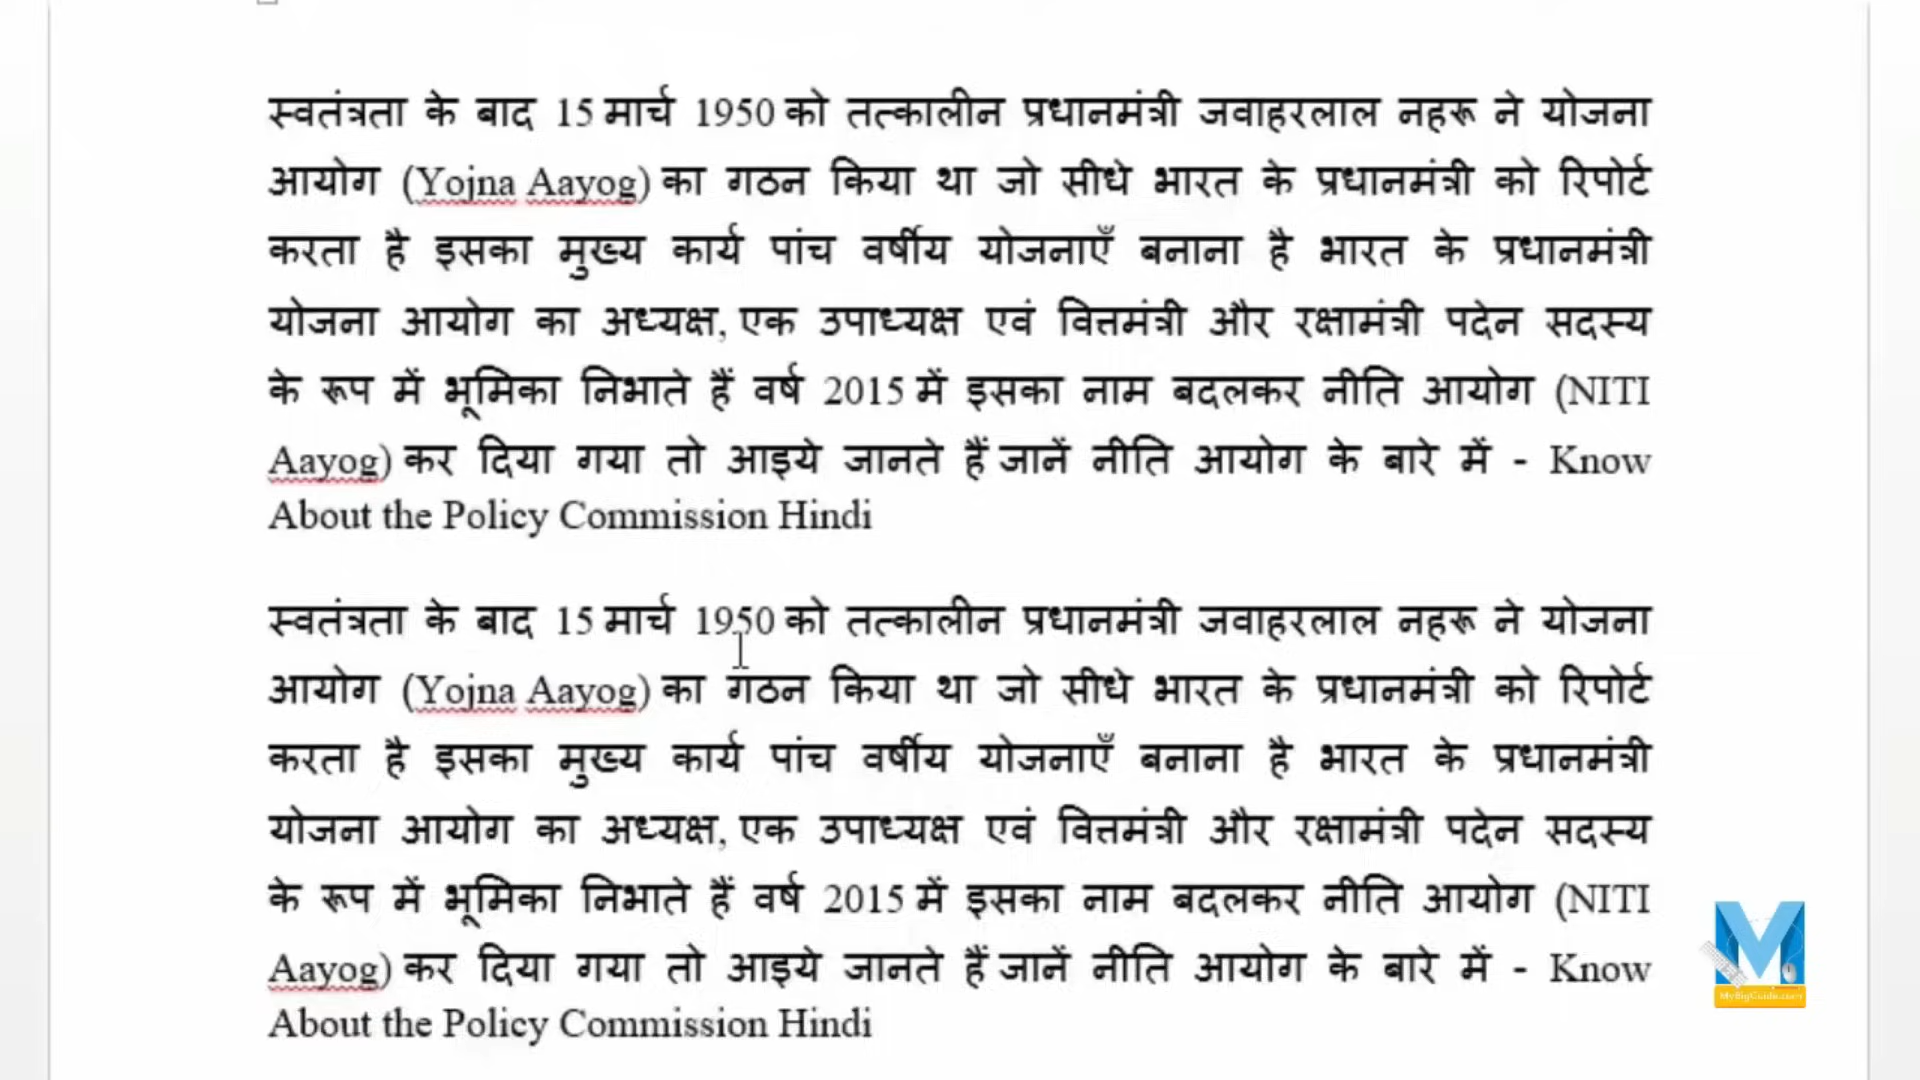 स्वतंत्रता के बाद 15 मार्च 1950 को तत्कालीन प्रधानमंत्री जवाहरलाल नहरू ने योजना
आयोग (Yojna Aayog) का गठन किया था जो सीधे भारत के प्रधानमंत्री को रिपोर्ट
करता है इसका मुख्य कार्य पांच वर्षीय योजनाएँ बनाना है भारत के प्रधानमंत्री
योजना आयोग का अध्यक्ष, एक उपाध्यक्ष एवं वित्तमंत्री और रक्षामंत्री पदेन सदस्य
के रूप में भूमिका निभाते हैं वर्ष 2015 में इसका नाम बदलकर नीति आयोग (NITI
Aayog) कर दिया गया तो आइये जानते हैं जानें नीति आयोग के बारे में - Know
About the Policy Commission Hindi
स्वतंत्रता के बाद 15 मार्च 1950 को तत्कालीन प्रधानमंत्री जवाहरलाल नहरू ने योजना
आयोग (Yojna Aayog) का गठन किया था जो सीधे भारत के प्रधानमंत्री को रिपोर्ट
करता है इसका मुख्य कार्य पांच वर्षीय योजनाएँ बनाना है भारत के प्रधानमंत्री
योजना आयोग का अध्यक्ष, एक उपाध्यक्ष एवं वित्तमंत्री और रक्षामंत्री पदेन सदस्य
के रूप में भूमिका निभाते हैं वर्ष 2015 में इसका नाम बदलकर नीति आयोग (NITI
Aayog) कर दिया गया तो आइये जानते हैं जानें नीति आयोग के बारे में - Know
About the Policy Commission Hindi
M
MyBigGuide.com